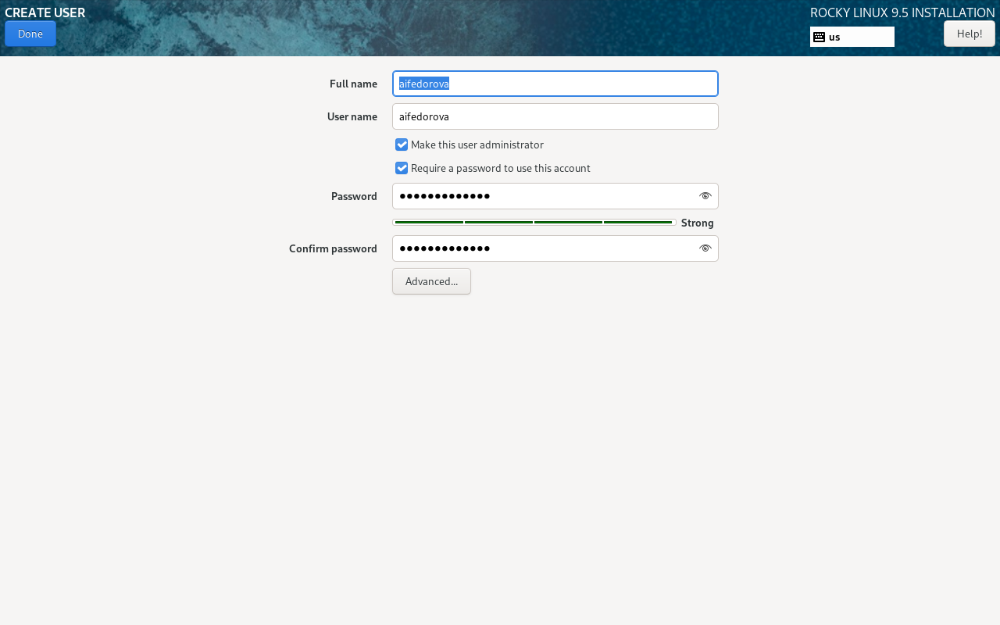 CREATE USER
ROCKY LINUX 9.5 INSTALLATION
Done
us
Help!
Full name
aifedorova
User name
aifedorova
Make this user administrator
Require a password to use this account
Password
●●●●●●●●●●●●●
Strong
Confirm password
●●●●●●●●●●●●●
Advanced...